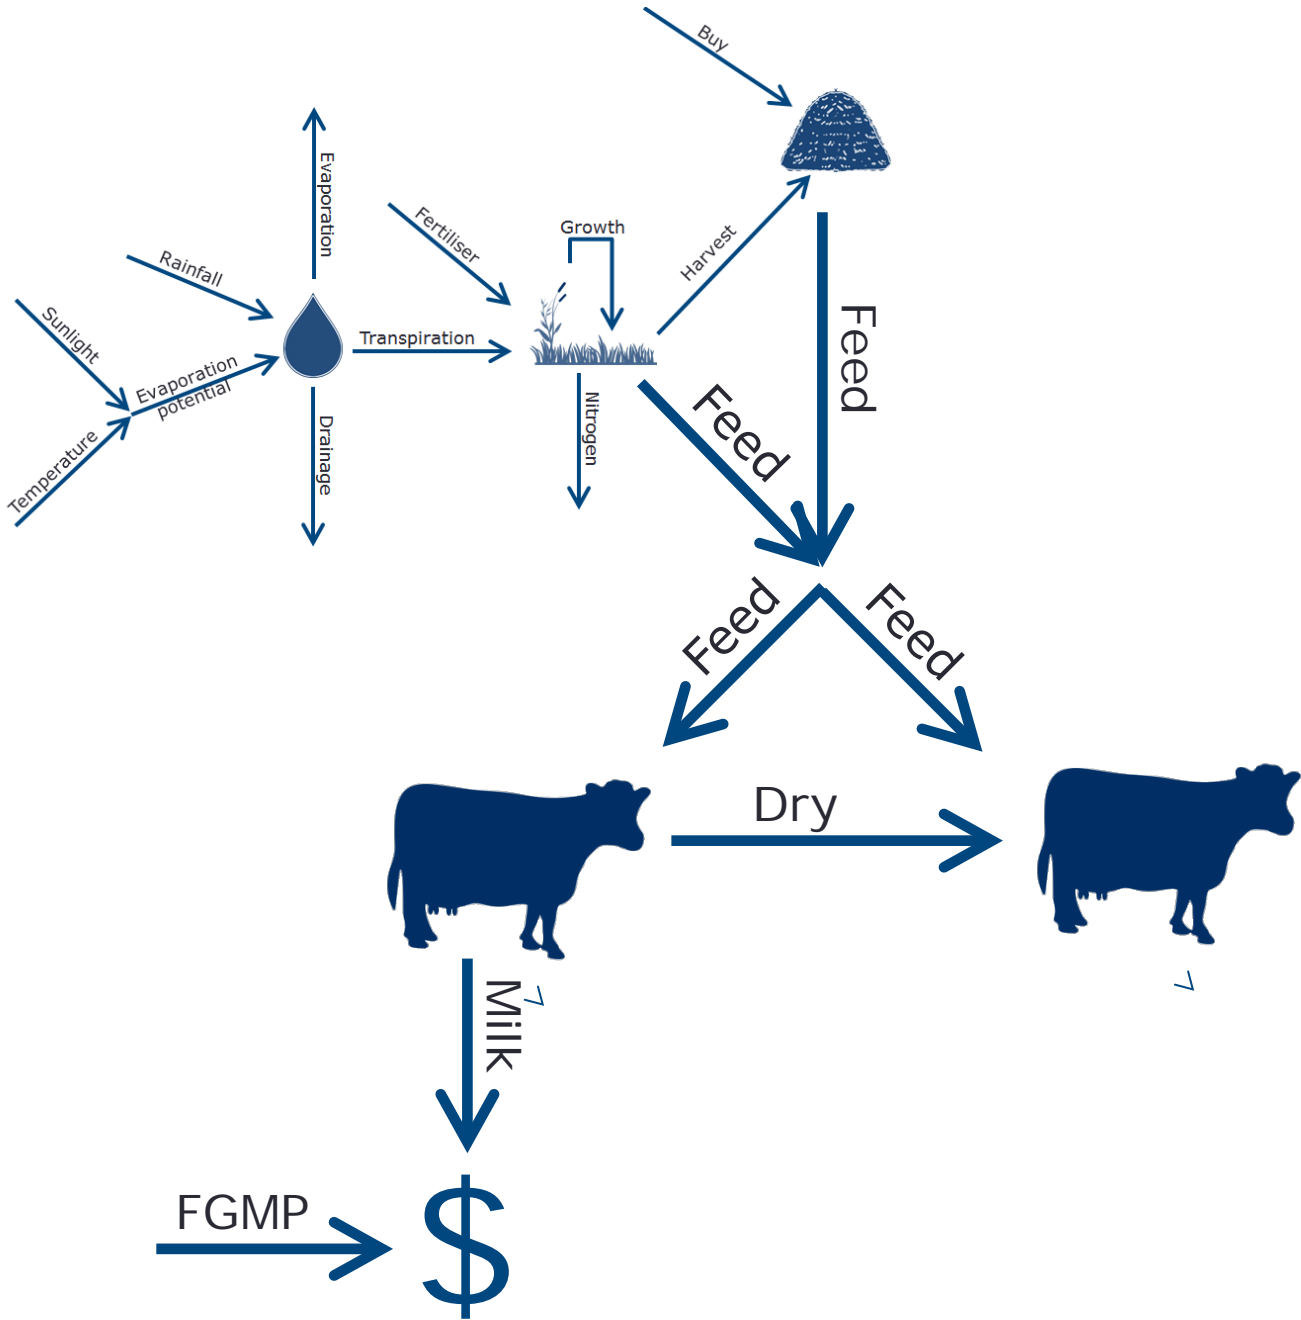 Buy
Evaporation
Rainfall
Fertiliser
Growth
Harvest
Sunlight
Transpiration
Evaporation
potential
Temperature
Drainage
Nitrogen
Feed
Feed
Feed
Feed
Dry
Milk
FGMP
$